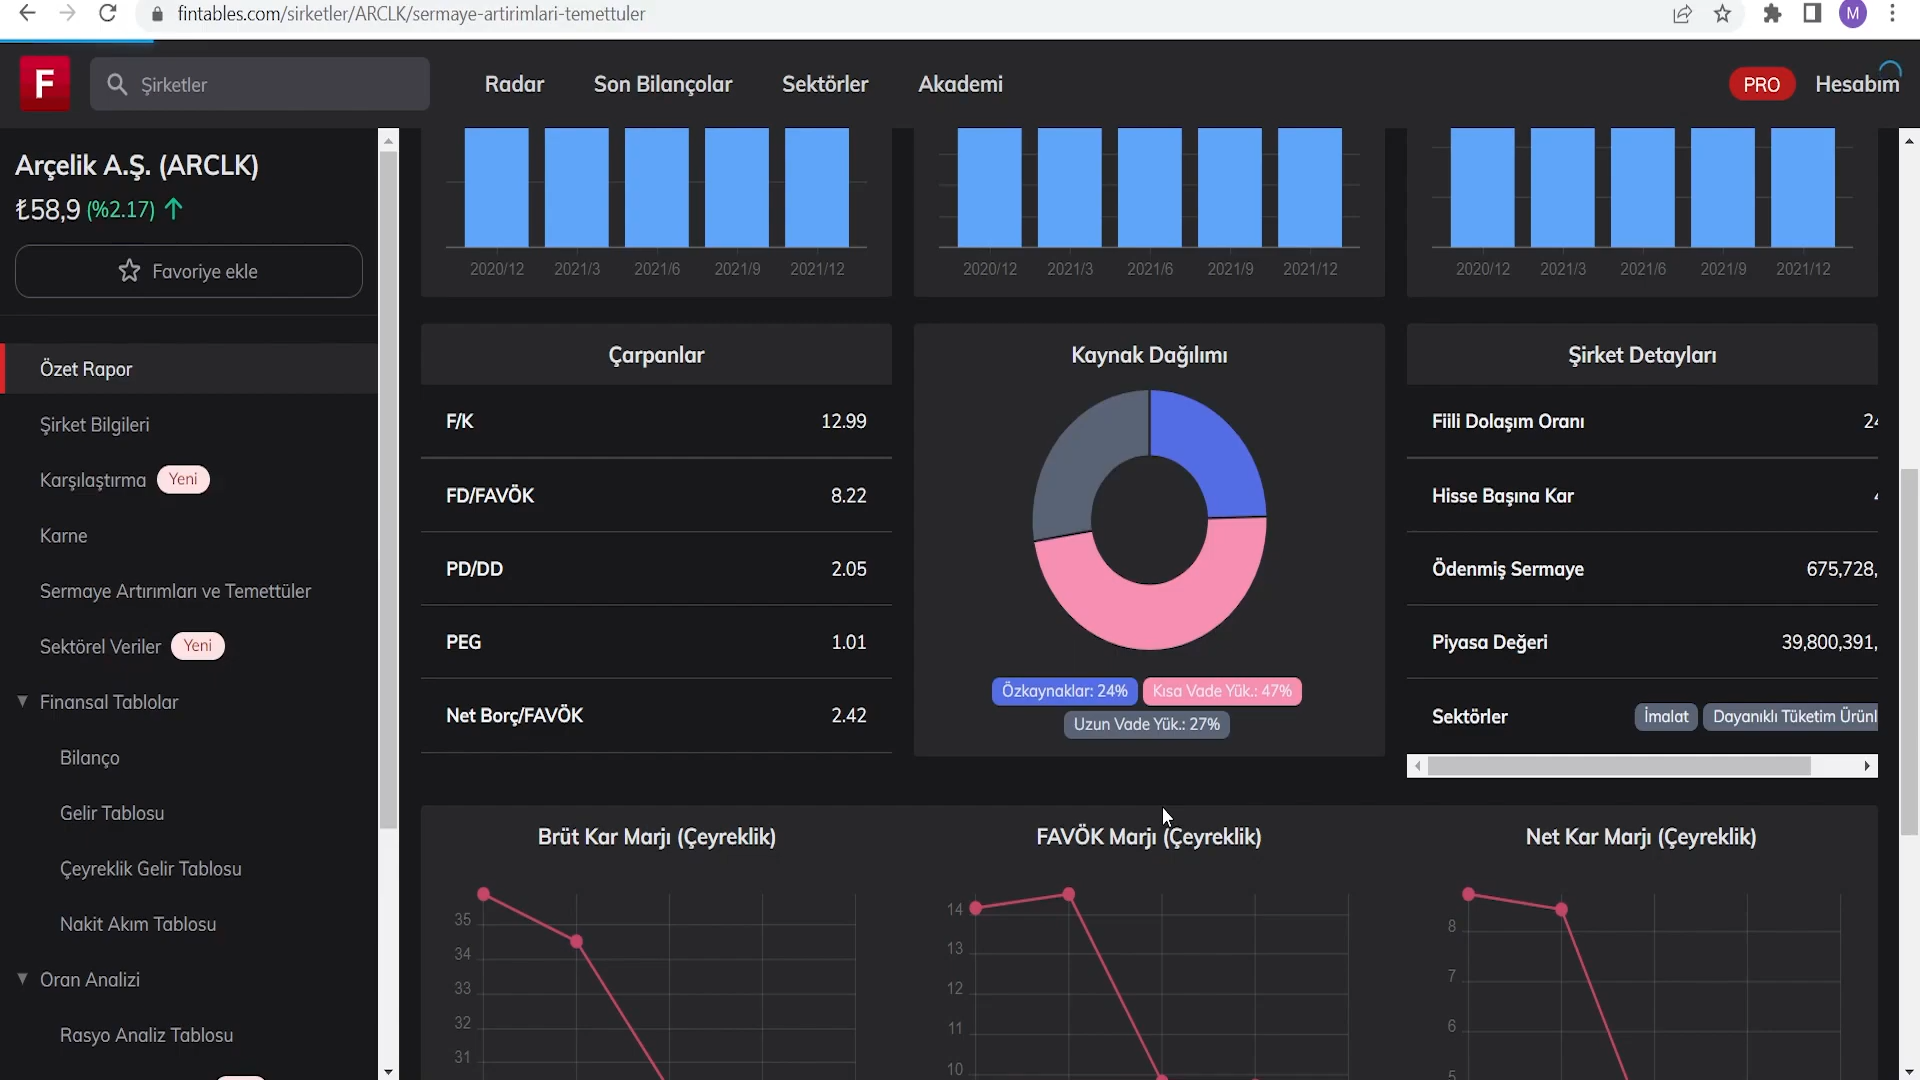 fintables.com/sirketler/ARCLK/sermaye-artirimlari-temettuler
M
F
Şirketler
Radar
Son Bilançolar
Sektörler
Akademi
PRO
Hesabım
Arçelik A.Ş. (ARCLK)
₺58,9 (%2.17)
Favoriye ekle
Özet Rapor
Şirket Bilgileri
Karşılaştırma Yeni
Karne
Sermaye Artırımları ve Temettüler
Sektörel Veriler Yeni
Finansal Tablolar
Bilanço
Gelir Tablosu
Çeyreklik Gelir Tablosu
Nakit Akım Tablosu
Oran Analizi
Rasyo Analiz Tablosu
2020/12 2021/3 2021/6 2021/9 2021/12
2020/12 2021/3 2021/6 2021/9 2021/12
2020/12 2021/3 2021/6 2021/9 2021/12
Çarpanlar
F/K 12.99
FD/FAVÖK 8.22
PD/DD 2.05
PEG 1.01
Net Borç/FAVÖK 2.42
Kaynak Dağılımı
Özkaynaklar: 24% Kısa Vade Yük.: 47%
Uzun Vade Yük.: 27%
Şirket Detayları
Fiili Dolaşım Oranı 24
Hisse Başına Kar
Ödenmiş Sermaye 675,728,
Piyasa Değeri 39,800,391,
Sektörler İmalat Dayanıklı Tüketim Ürünl
Brüt Kar Marjı (Çeyreklik)
35
34
33
32
31
FAVÖK Marjı (Çeyreklik)
14
13
12
11
10
Net Kar Marjı (Çeyreklik)
8
7
6
5